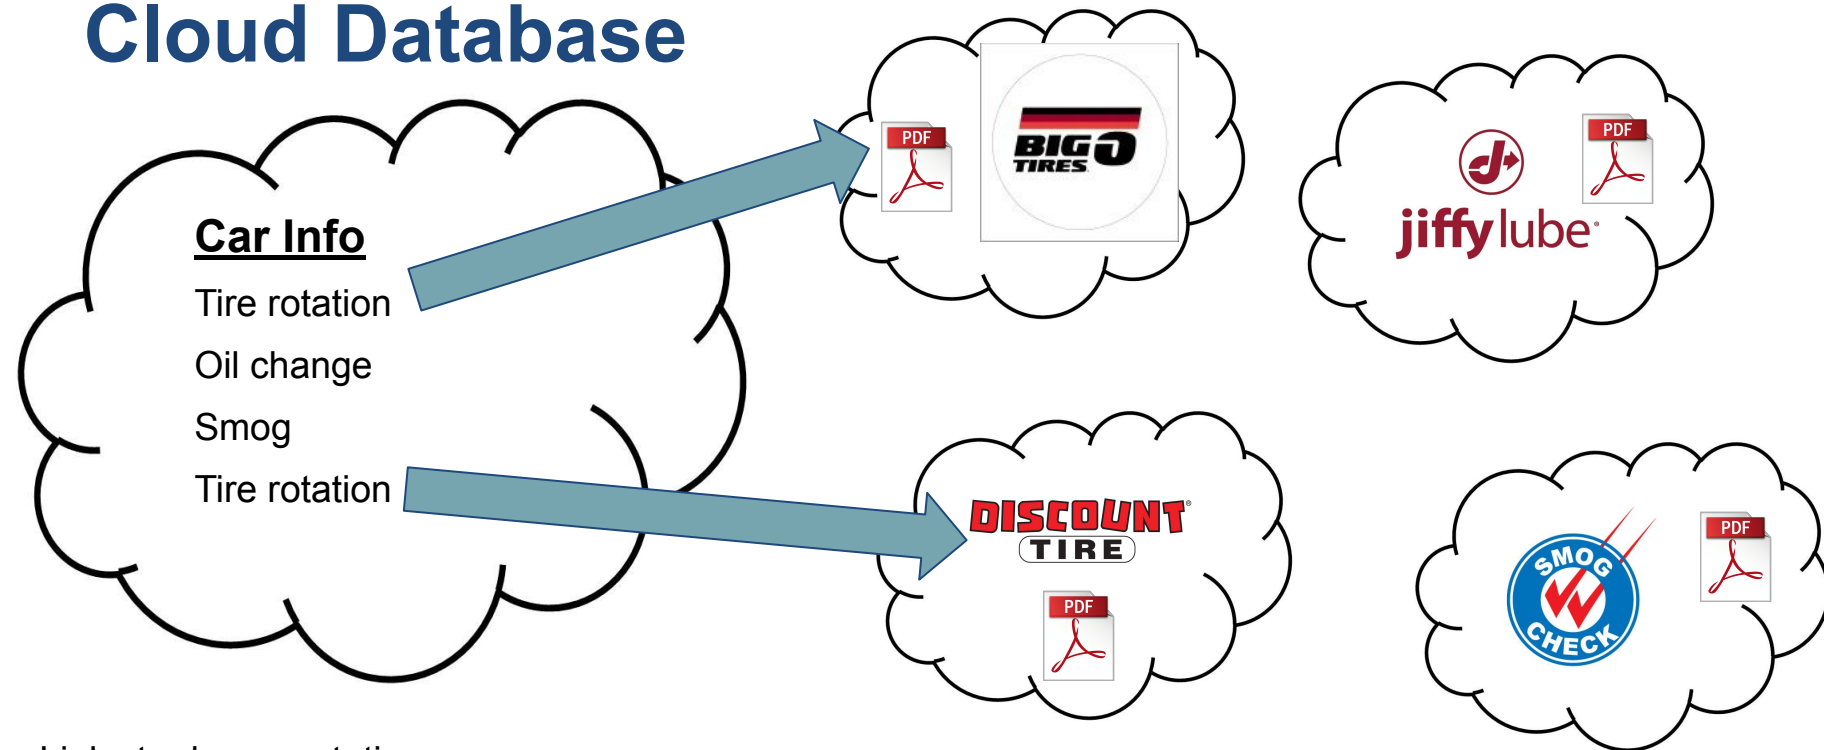 Cloud Database
Car Info
Tire rotation
Oil change
Smog
Tire rotation
PDF
BIG O
TIRES
jiffy lube
PDF
DISCOUNT
TIRE
PDF
SMOG
CHECK
PDF